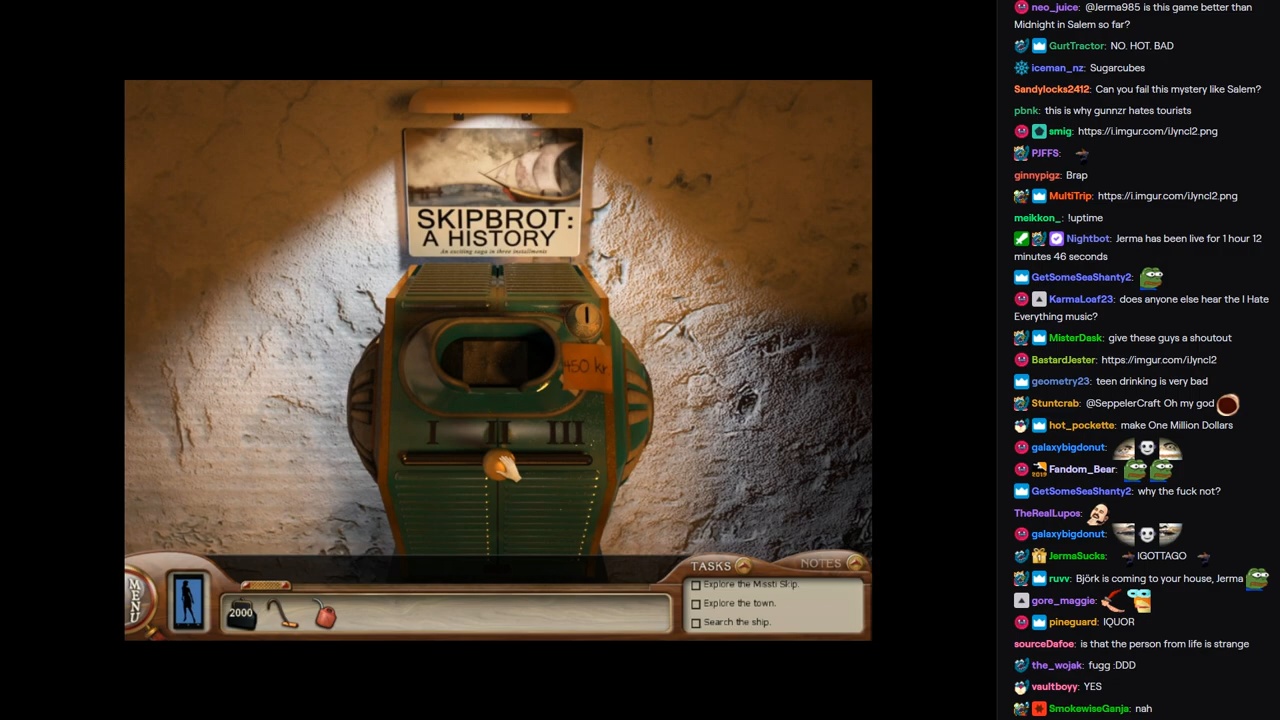 SKIPBROT:
A HISTORY
An exciting saga in three installments
450 kr
I II III
MENU
2000
TASKS
NOTES
Explore the Missti Skip.
Explore the town.
Search the ship.
neo_juice: @Jerma985 is this game better than
Midnight in Salem so far?
GurtTractor: NO. HOT. BAD
iceman_nz: Sugarcubes
Sandylocks2412: Can you fail this mystery like Salem?
pbnk: this is why gunnzr hates tourists
smig: https://i.imgur.com/iJyncl2.png
PJFFS:
ginnypigz: Brap
MultiTrip: https://i.imgur.com/iJyncl2.png
meikkon_: !uptime
Nightbot: Jerma has been live for 1 hour 12
minutes 46 seconds
GetSomeSeaShanty2:
KarmaLoaf23: does anyone else hear the I Hate
Everything music?
MisterDask: give these guys a shoutout
BastardJester: https://imgur.com/iJyncl2
geometry23: teen drinking is very bad
Stuntcrab: @SeppelerCraft Oh my god
hot_pockette: make One Million Dollars
galaxybigdonut:
Fandom_Bear:
GetSomeSeaShanty2: why the fuck not?
TheRealLupos:
galaxybigdonut:
JermaSucks: IGOTTAGO
ruvv: Björk is coming to your house, Jerma
gore_maggie:
pineguard: IQUOR
sourceDafoe: is that the person from life is strange
the_wojak: fugg :DDD
vaultboyy: YES
SmokewiseGanja: nah